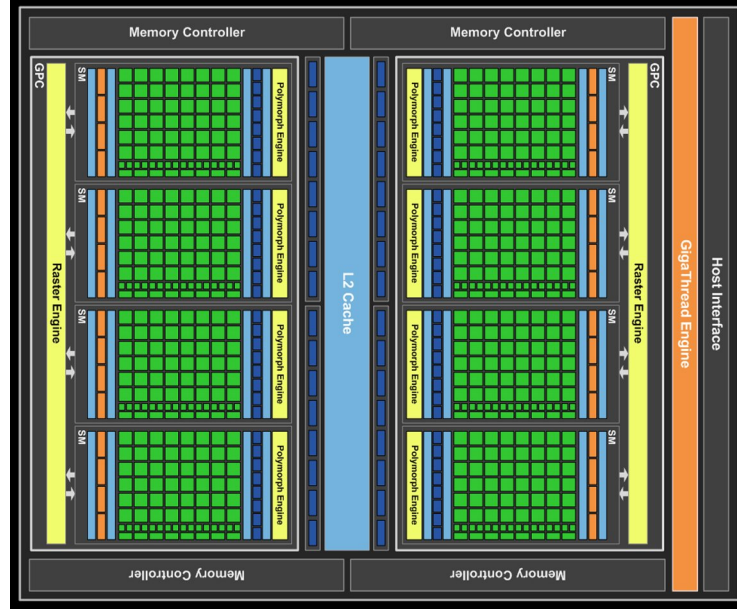 Memory Controller
Memory Controller
GPC
SM
Polymorph Engine
SM
Polymorph Engine
SM
Polymorph Engine
SM
Polymorph Engine
Raster Engine
L2 Cache
Polymorph Engine
SM
Polymorph Engine
SM
Polymorph Engine
SM
Polymorph Engine
SM
GPC
Raster Engine
GigaThread Engine
Host Interface
Memory Controller
Memory Controller